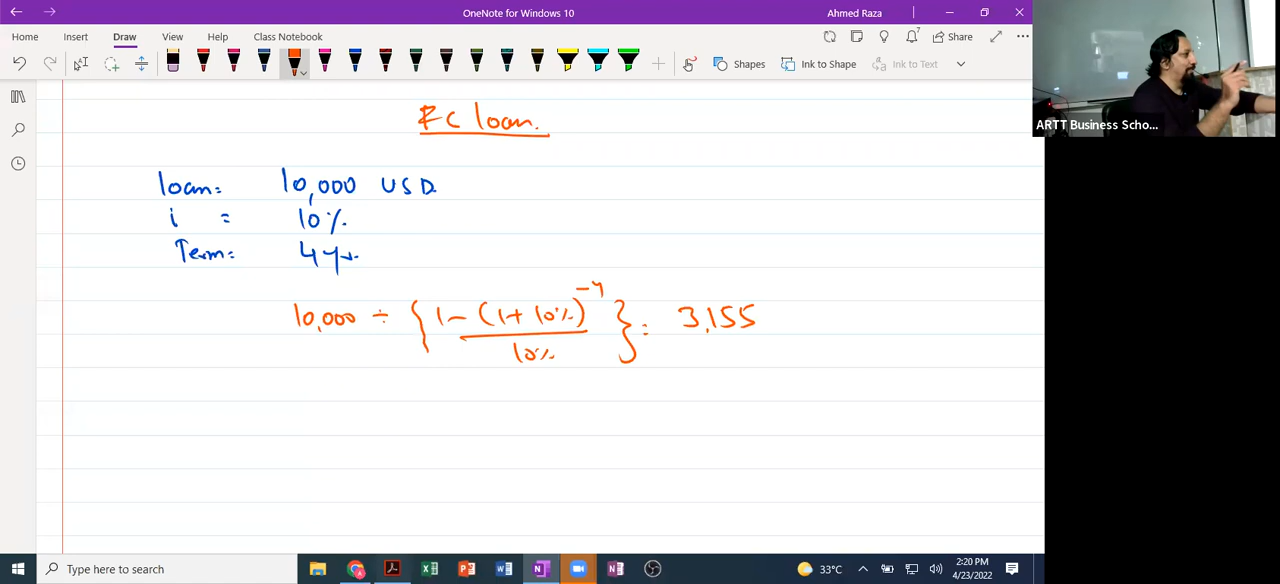 OneNote for Windows 10
Ahmed Raza
Home Insert Draw View Help Class Notebook
Share
Shapes Ink to Shape Ink to Text
ARTT Business Scho...
FC loan.
loan= 10,000 USD.
i = 10%.
Term= 4yr.
10,000 ÷ { 1 - (1 + 10%)^-4 / 10% } = 3,155
Type here to search
33°C
2:20 PM
4/23/2022